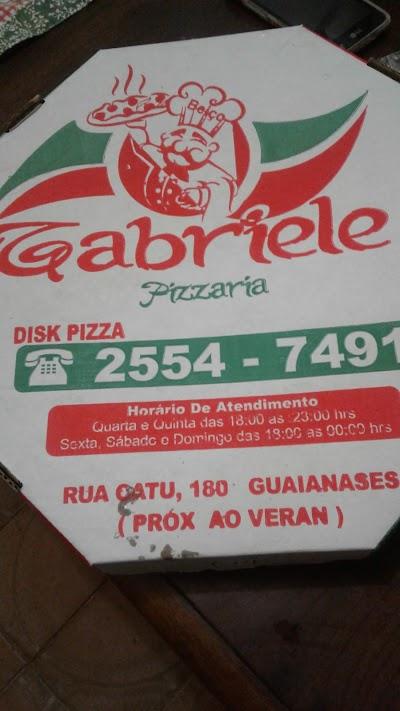 Belço
Gabriele
Pizzaria
DISK PIZZA
2554 - 7491
Horário De Atendimento
Quarta e Quinta das 18:00 as 23:00 hrs
Sexta, Sábado e Domingo das 18:00 as 00:00 hrs
RUA CATU, 180 GUAIANASES
( PRÓX AO VERAN )